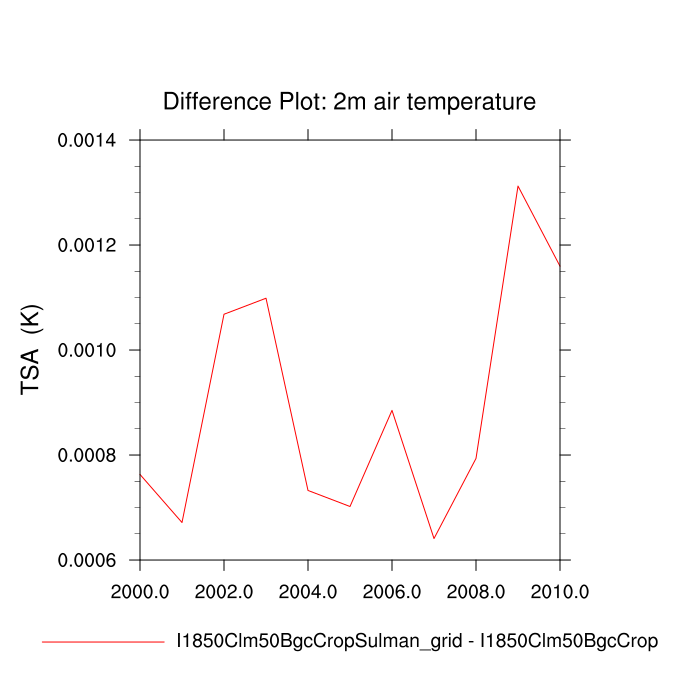 Difference Plot: 2m air temperature
0.0014
0.0012
0.0010
0.0008
0.0006
TSA (K)
2000.0 2002.0 2004.0 2006.0 2008.0 2010.0
I1850Clm50BgcCropSulman_grid - I1850Clm50BgcCrop